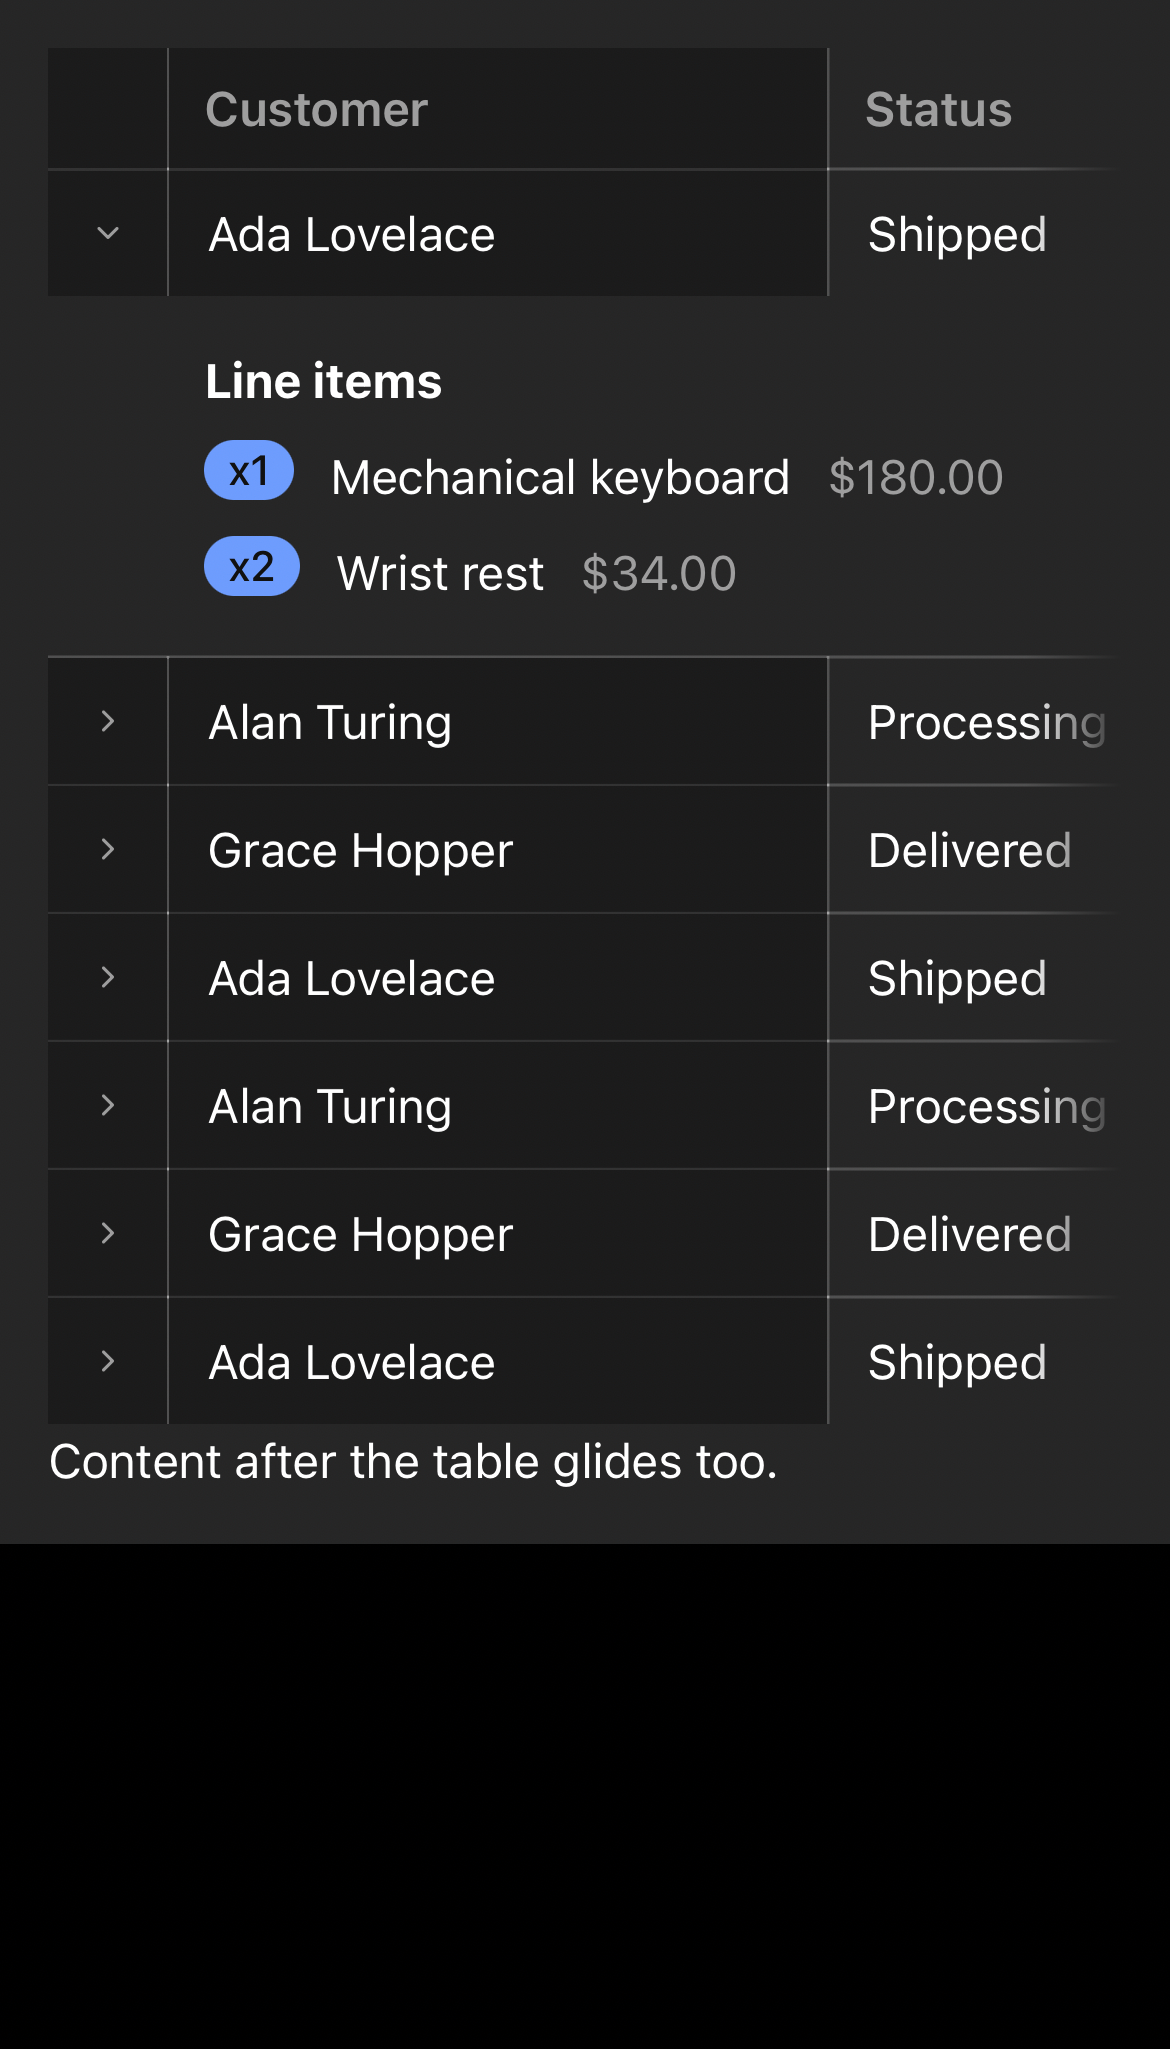 Customer Status
Ada Lovelace Shipped
Line items
x1 Mechanical keyboard $180.00
x2 Wrist rest $34.00
Alan Turing Processing
Grace Hopper Delivered
Ada Lovelace Shipped
Alan Turing Processing
Grace Hopper Delivered
Ada Lovelace Shipped
Content after the table glides too.